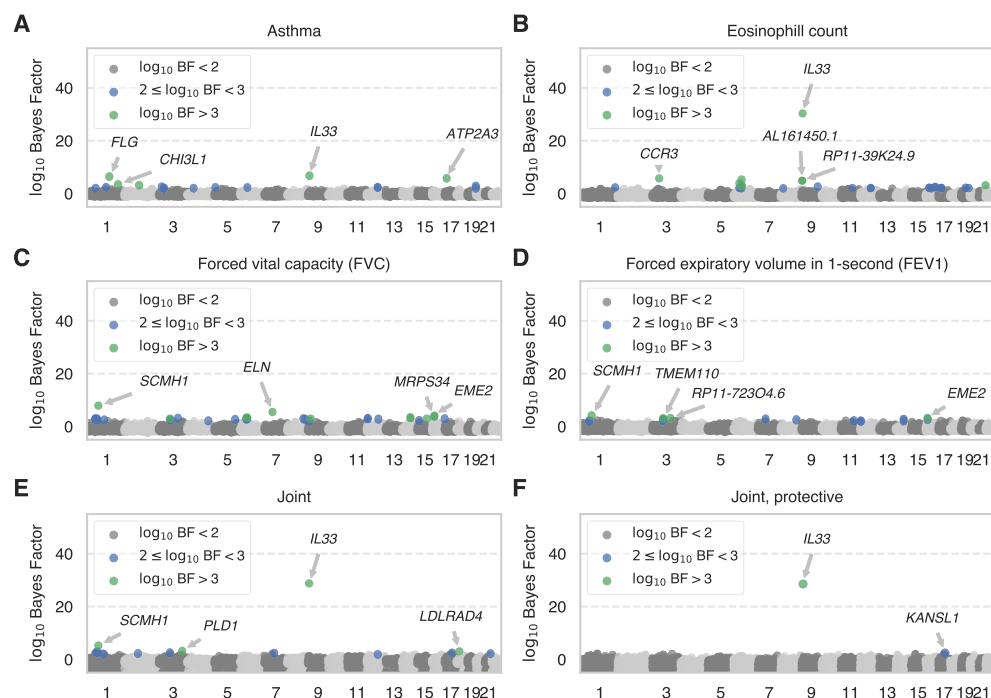 A
Asthma
log10 Bayes Factor
40
20
0
log10 BF < 2
2 ≤ log10 BF < 3
log10 BF > 3
FLG
CHI3L1
IL33
ATP2A3
1 3 5 7 9 11 13 15 17 19 21
B
Eosinophill count
log10 Bayes Factor
40
20
0
log10 BF < 2
2 ≤ log10 BF < 3
log10 BF > 3
IL33
AL161450.1
CCR3
RP11-39K24.9
1 3 5 7 9 11 13 15 17 19 21
C
Forced vital capacity (FVC)
log10 Bayes Factor
40
20
0
log10 BF < 2
2 ≤ log10 BF < 3
log10 BF > 3
SCMH1
ELN
MRPS34
EME2
1 3 5 7 9 11 13 15 17 19 21
D
Forced expiratory volume in 1-second (FEV1)
log10 Bayes Factor
40
20
0
log10 BF < 2
2 ≤ log10 BF < 3
log10 BF > 3
SCMH1
TMEM110
RP11-723O4.6
EME2
1 3 5 7 9 11 13 15 17 19 21
E
Joint
log10 Bayes Factor
40
20
0
log10 BF < 2
2 ≤ log10 BF < 3
log10 BF > 3
IL33
SCMH1
PLD1
LDLRAD4
1 3 5 7 9 11 13 15 17 19 21
F
Joint, protective
log10 Bayes Factor
40
20
0
log10 BF < 2
2 ≤ log10 BF < 3
log10 BF > 3
IL33
KANSL1
1 3 5 7 9 11 13 15 17 19 21